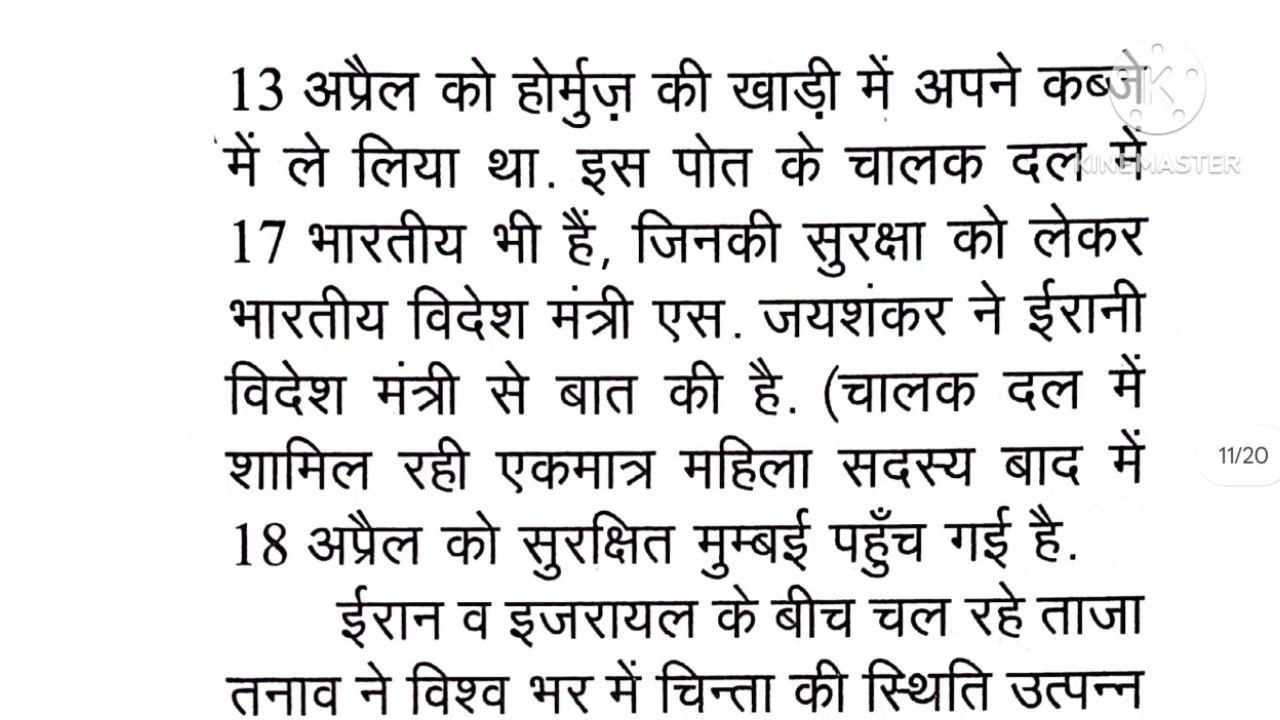 13 अप्रैल को होर्मुज़ की खाड़ी में अपने कब्जे
में ले लिया था. इस पोत के चालक दल में
17 भारतीय भी हैं, जिनकी सुरक्षा को लेकर
भारतीय विदेश मंत्री एस. जयशंकर ने ईरानी
विदेश मंत्री से बात की है. (चालक दल में
शामिल रही एकमात्र महिला सदस्य बाद में
18 अप्रैल को सुरक्षित मुम्बई पहुँच गई है.
ईरान व इजरायल के बीच चल रहे ताजा
तनाव ने विश्व भर में चिन्ता की स्थिति उत्पन्न
K
KINEMASTER
11/20